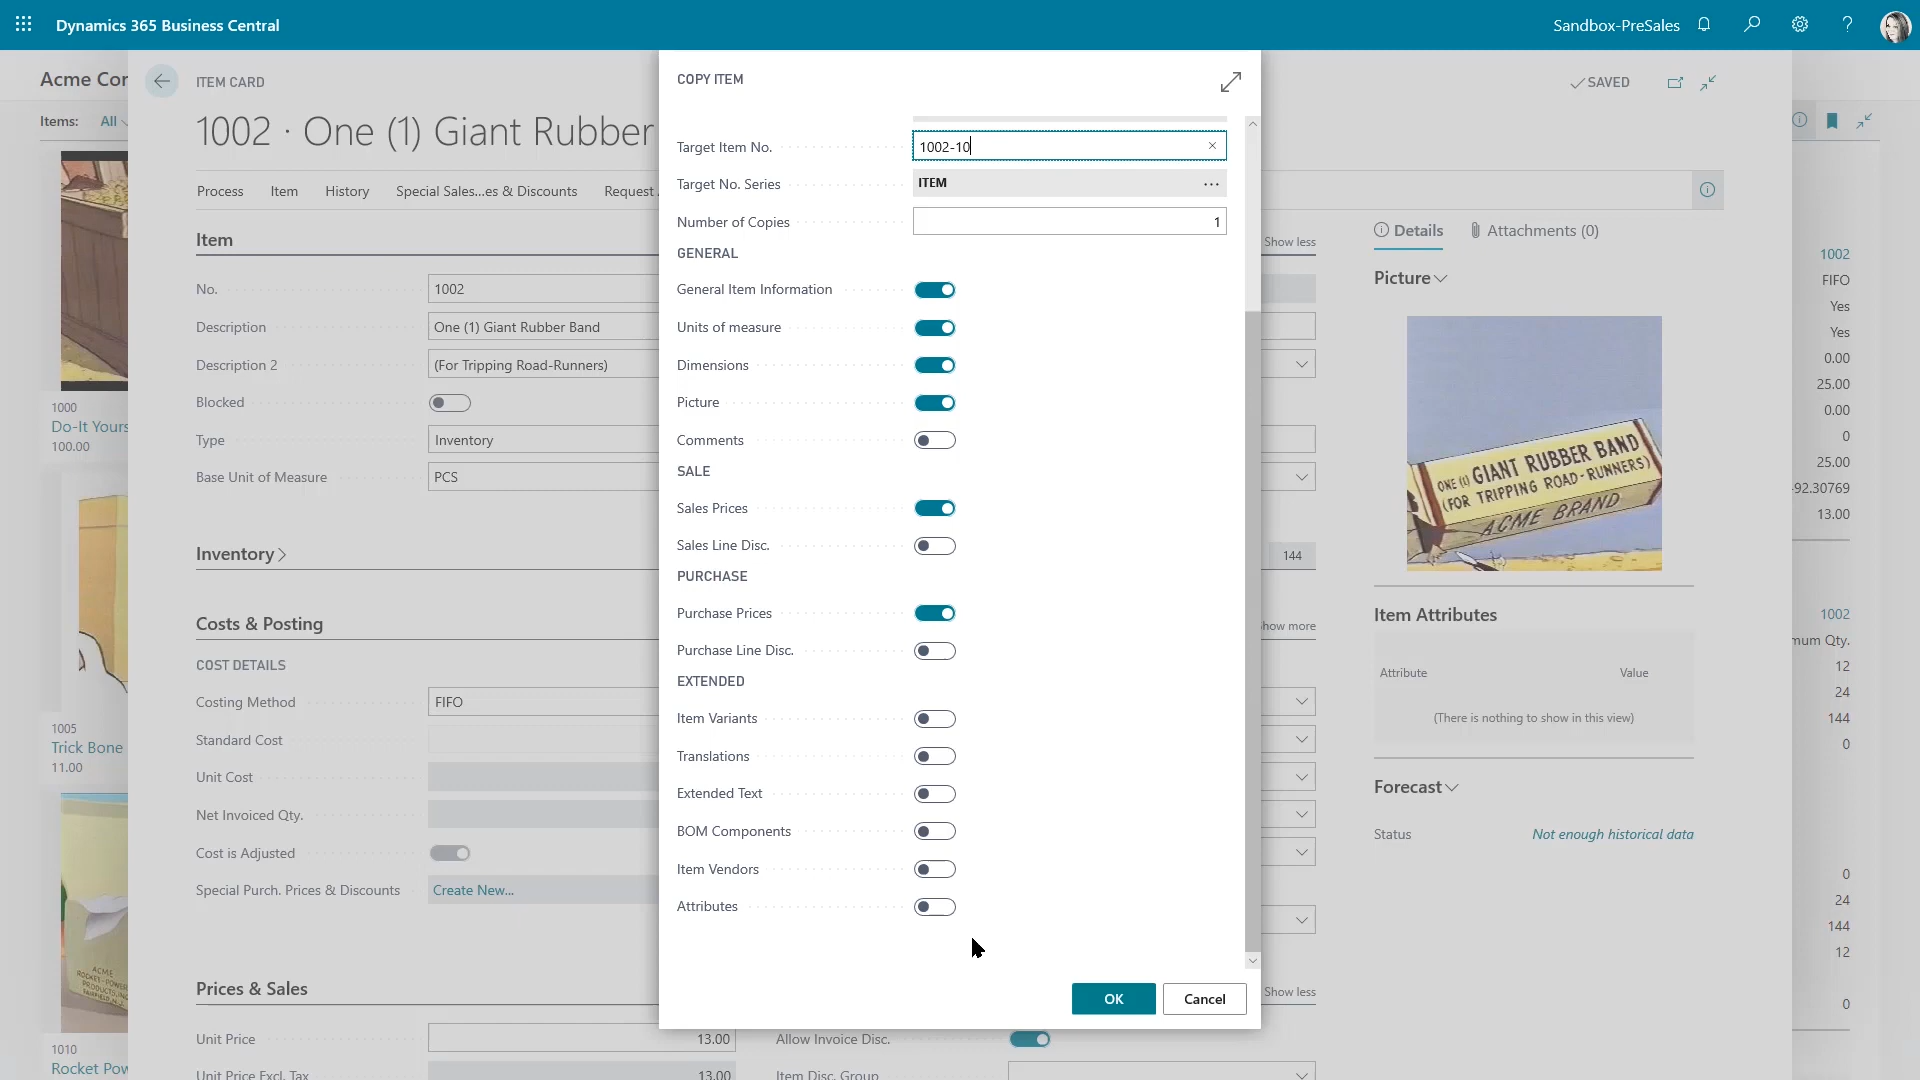 Dynamics 365 Business Central
Sandbox-PreSales
?
Acme Cor
ITEM CARD
SAVED
Items: All
1002 · One (1) Giant Rubber
Process Item History Special Sales...es & Discounts Request
Item
Show less
No. 1002
Description One (1) Giant Rubber Band
Description 2 (For Tripping Road-Runners)
Blocked
Type Inventory
Base Unit of Measure PCS
Inventory
144
Costs & Posting
Show more
COST DETAILS
Costing Method FIFO
Standard Cost
Unit Cost
Net Invoiced Qty.
Cost is Adjusted
Special Purch. Prices & Discounts Create New...
Prices & Sales
Show less
Unit Price 13.00 Allow Invoice Disc.
Unit Price Excl. Tax 13.00 Item Disc. Group
1000
Do-It Yours
100.00
1005
Trick Bone
11.00
ACME
ROCKET-POWER
PRODUCTS, INC
FAIRFIELD, N.J.
1010
Rocket Pow
COPY ITEM
Target Item No. 1002-10
Target No. Series ITEM ...
Number of Copies 1
GENERAL
General Item Information
Units of measure
Dimensions
Picture
Comments
SALE
Sales Prices
Sales Line Disc.
PURCHASE
Purchase Prices
Purchase Line Disc.
EXTENDED
Item Variants
Translations
Extended Text
BOM Components
Item Vendors
Attributes
OK Cancel
Details Attachments (0)
Picture
ONE (1) GIANT RUBBER BAND
(FOR TRIPPING ROAD-RUNNERS)
ACME BRAND
Item Attributes
Attribute Value
(There is nothing to show in this view)
Forecast
Status Not enough historical data
1002
FIFO
Yes
Yes
0.00
25.00
0.00
0
25.00
-92.30769
13.00
1002
mum Qty.
12
24
144
0
0
24
144
12
0